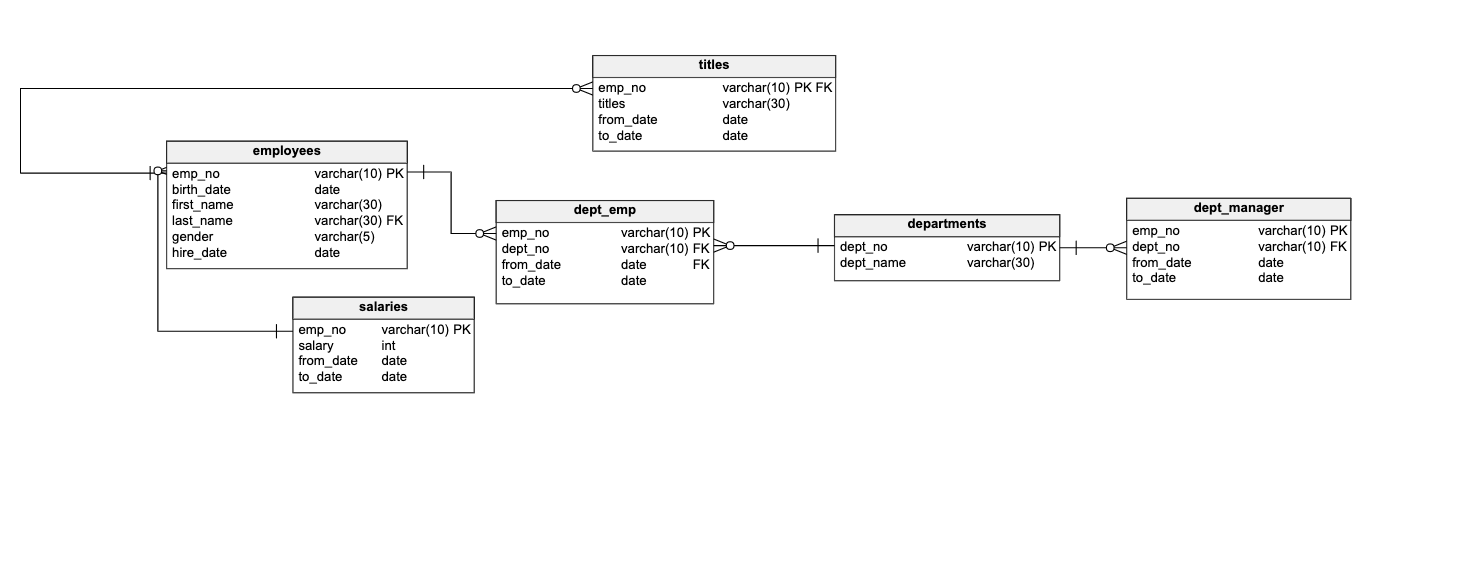 titles
emp_no varchar(10) PK FK
titles varchar(30)
from_date date
to_date date
employees
emp_no varchar(10) PK
birth_date date
first_name varchar(30)
last_name varchar(30) FK
gender varchar(5)
hire_date date
dept_emp
emp_no varchar(10) PK
dept_no varchar(10) FK
from_date date FK
to_date date
departments
dept_no varchar(10) PK
dept_name varchar(30)
dept_manager
emp_no varchar(10) PK
dept_no varchar(10) FK
from_date date
to_date date
salaries
emp_no varchar(10) PK
salary int
from_date date
to_date date